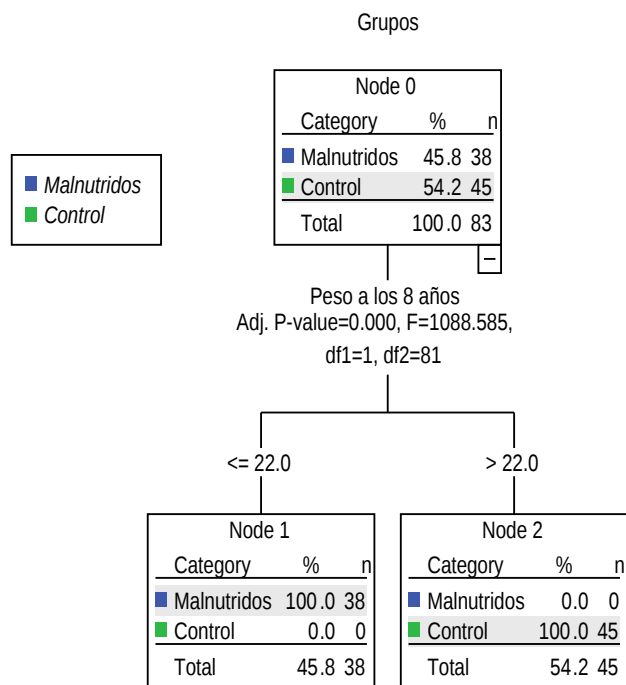 Grupos
Node 0
Category % n
Malnutridos 45.8 38
Control 54.2 45
Total 100.0 83
Malnutridos
Control
Peso a los 8 años
Adj. P-value=0.000, F=1088.585,
df1=1, df2=81
<= 22.0
> 22.0
Node 1
Category % n
Malnutridos 100.0 38
Control 0.0 0
Total 45.8 38
Node 2
Category % n
Malnutridos 0.0 0
Control 100.0 45
Total 54.2 45